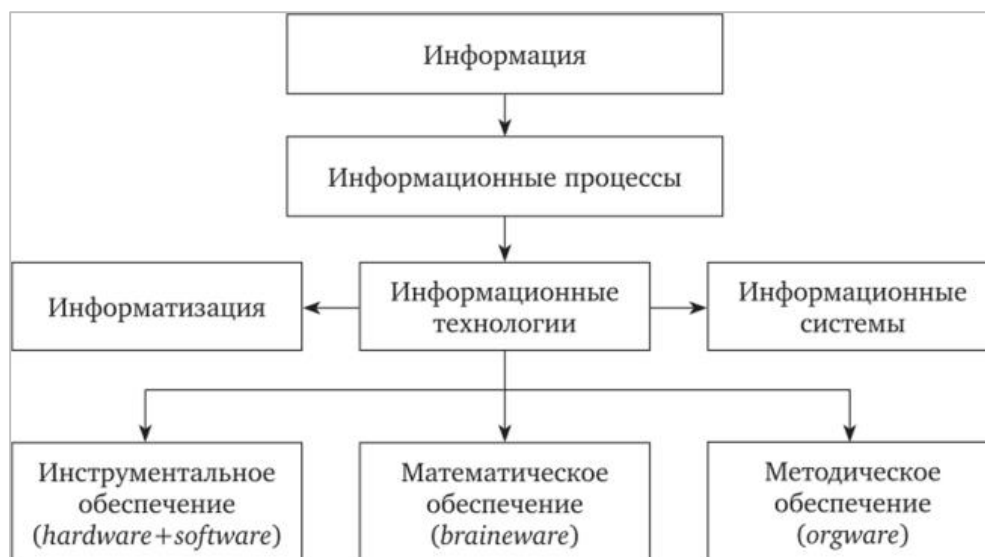 Информация
Информационные процессы
Информатизация
Информационные
технологии
Информационные
системы
Инструментальное
обеспечение
(hardware+software)
Математическое
обеспечение
(braineware)
Методическое
обеспечение
(orgware)